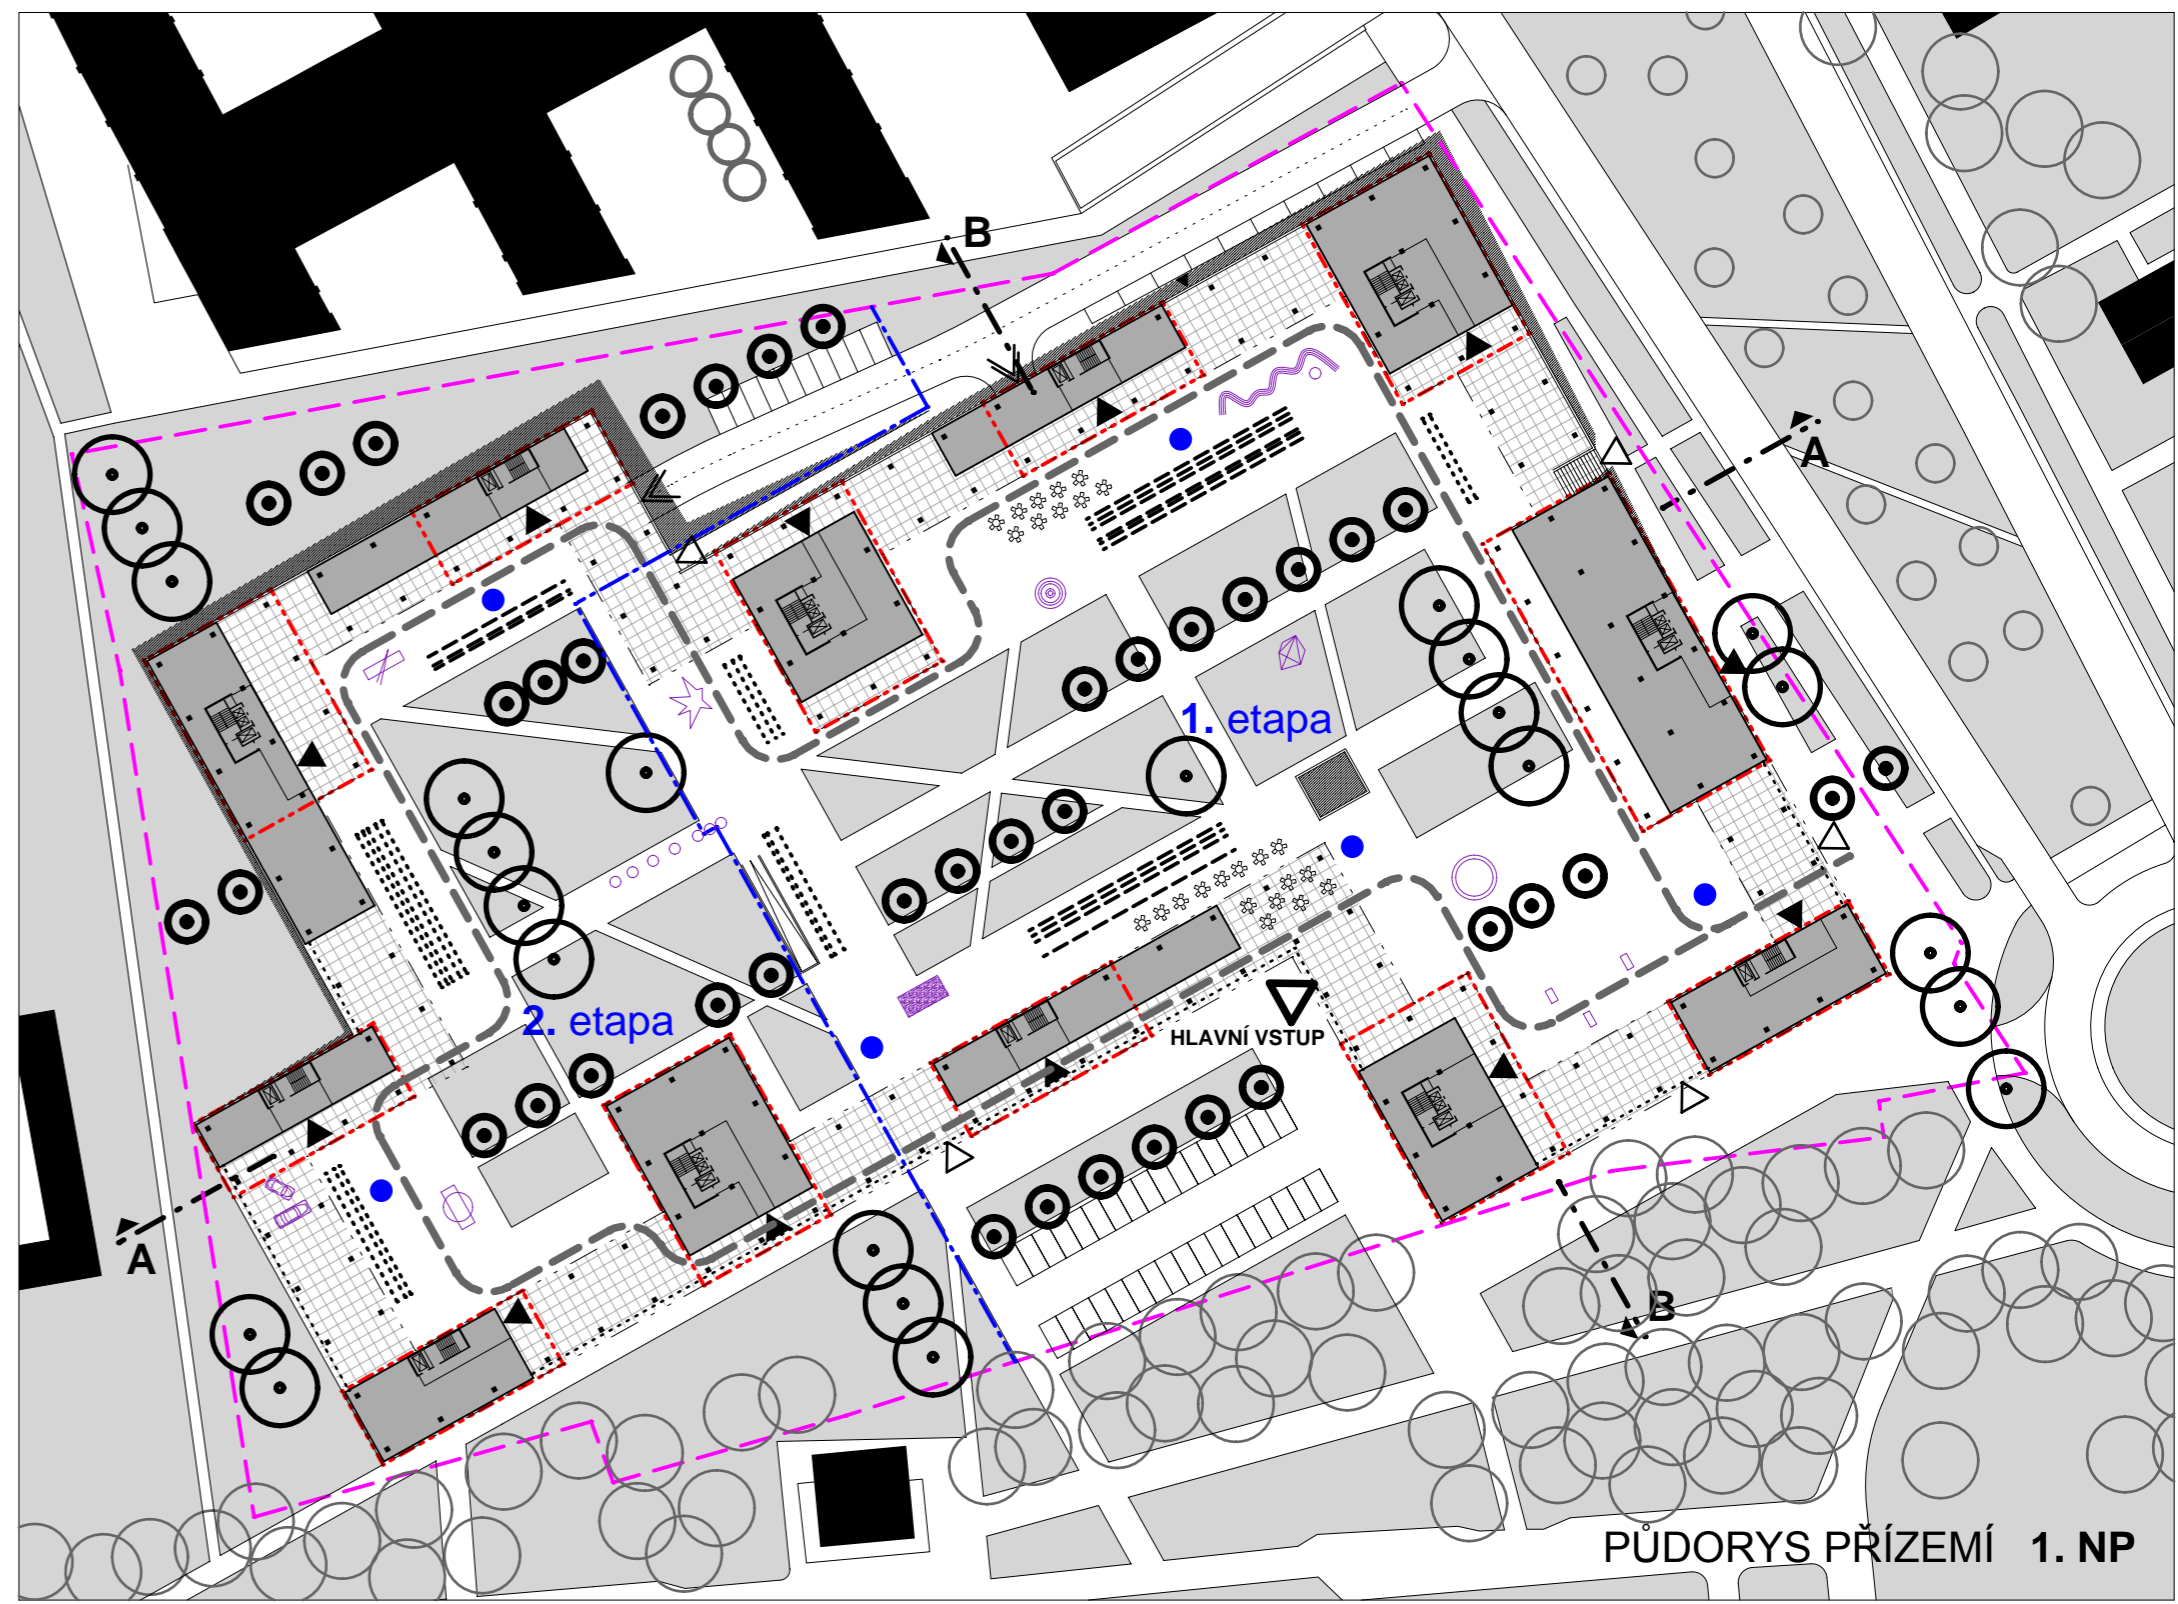 B
A
1. etapa
2. etapa
HLAVNÍ VSTUP
A
B
PŮDORYS PŘÍZEMÍ 1. NP